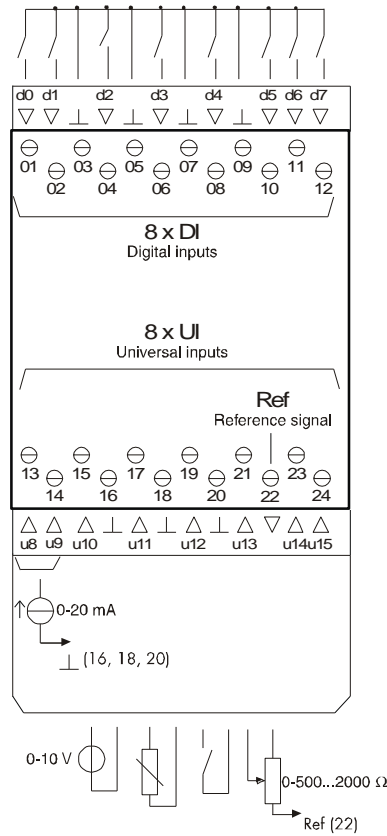 d0 d1 d2 d3 d4 d5 d6 d7
01 03 05 07 09 11
02 04 06 08 10 12
8 x DI
Digital inputs
8 x UI
Universal inputs
Ref
Reference signal
13 15 17 19 21 23
14 16 18 20 22 24
u8 u9 u10 u11 u12 u13 u14 u15
0-20 mA
(16, 18, 20)
0-10 V
0-500...2000 Ω
Ref (22)